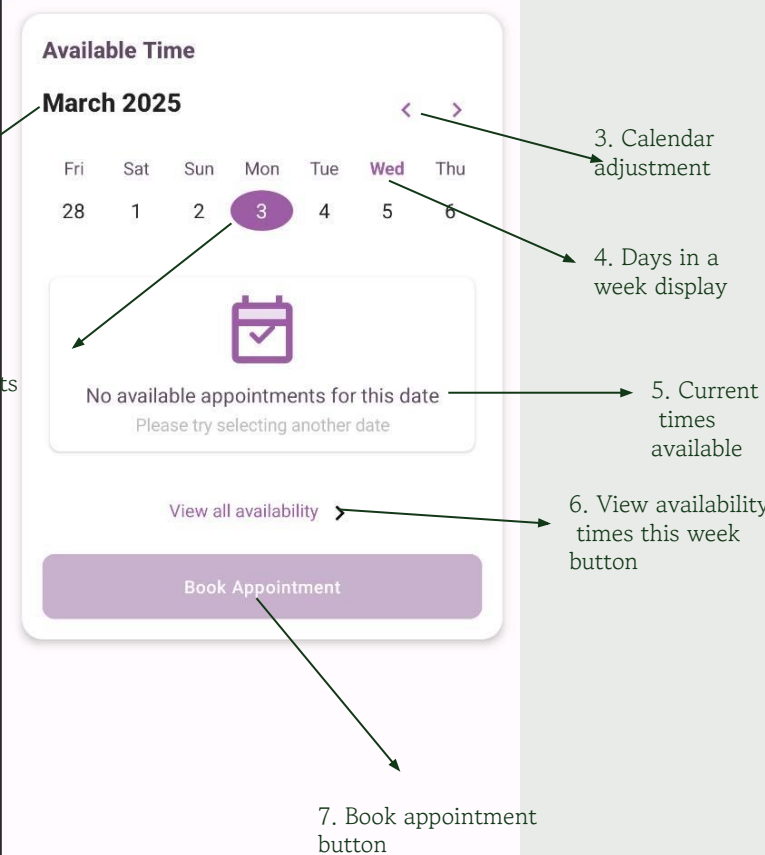 Available Time
March 2025
Fri Sat Sun Mon Tue Wed Thu
28 1 2 3 4 5 6
3. Calendar
adjustment
4. Days in a
week display
ts
No available appointments for this date
Please try selecting another date
5. Current
times
available
View all availability
6. View availability
times this week
button
Book Appointment
7. Book appointment
button